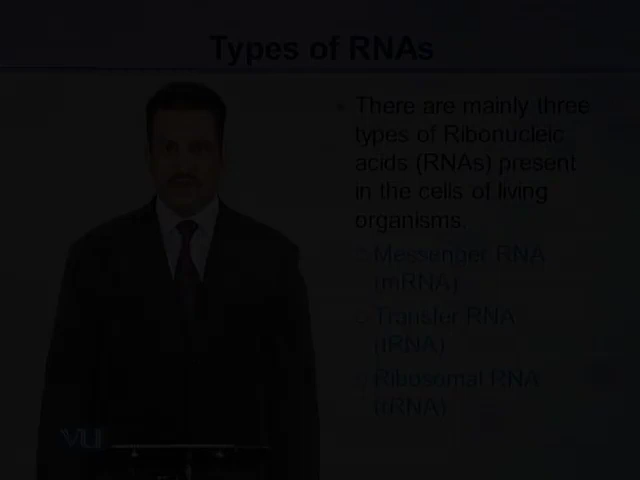 Types of RNAs
There are mainly three
types of Ribonucleic
acids (RNAs) present
in the cells of living
organisms.
Messenger RNA
(mRNA)
Transfer RNA
(tRNA)
Ribosomal RNA
(rRNA)
VU